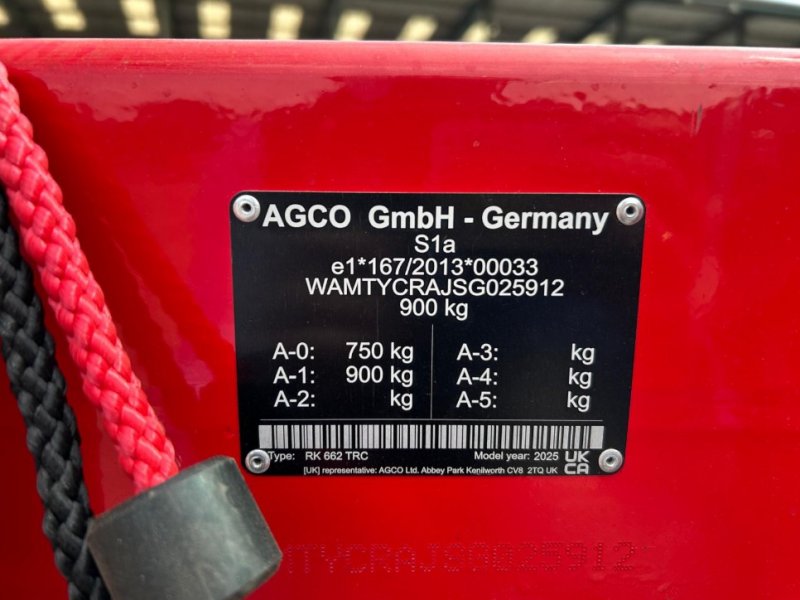 AGCO GmbH - Germany
S1a
e1*167/2013*00033
WAMTYCRAJSG025912
900 kg
A-0: 750 kg A-3: kg
A-1: 900 kg A-4: kg
A-2: kg A-5: kg
Type: RK 662 TRC Model year: 2025 UK CA
[UK] representative: AGCO Ltd. Abbey Park Kenilworth CV8 2TQ UK
MTYCRAJSG025912